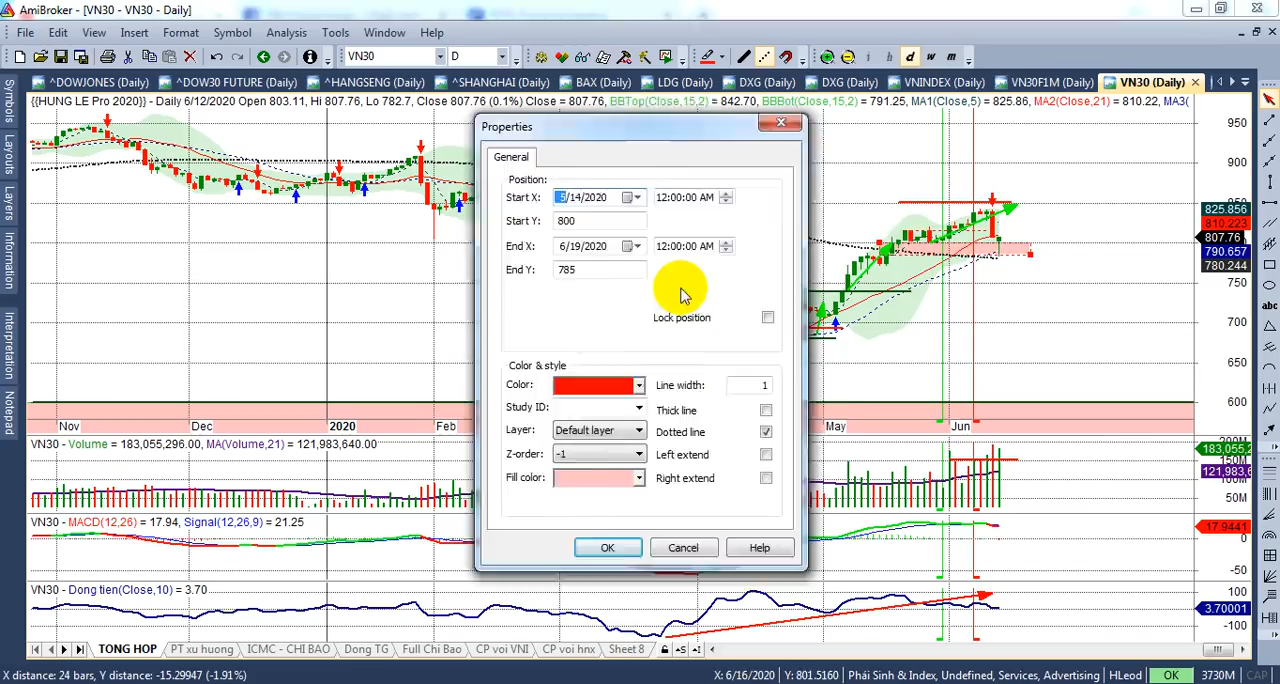 AmiBroker - [VN30 - VN30 - Daily]
File Edit View Insert Format Symbol Analysis Tools Window Help
VN30 D
d w m
^DOWJONES (Daily) ^DOW30 FUTURE (Daily) ^HANGSENG (Daily) ^SHANGHAI (Daily) BAX (Daily) LDG (Daily) DXG (Daily) DXG (Daily) VNINDEX (Daily) VN30F1M (Daily) VN30 (Daily)
{{HUNG LE Pro 2020}} - Daily 6/12/2020 Open 803.11, Hi 807.76, Lo 782.7, Close 807.76 (0.1%) Close = 807.76, BBTop(Close,15,2) = 842.70, BBBot(Close,15,2) = 791.25, MA1(Close,5) = 825.86, MA2(Close,21) = 810.22, MA3(
Symbols
Layouts
Layers
Information
Interpretation
Notepad
Properties
General
Position:
Start X: 5/14/2020 12:00:00 AM
Start Y: 800
End X: 6/19/2020 12:00:00 AM
End Y: 785
Lock position
Color & style
Color: Line width: 1
Study ID: Thick line
Layer: Default layer Dotted line
Z-order: -1 Left extend
Fill color: Right extend
OK Cancel Help
950
900
850
825.856
810.223
807.76
790.657
780.244
750
700
650
600
abc
Nov Dec 2020 Feb May Jun
VN30 - Volume = 183,055,296.00, MA(Volume,21) = 121,983,640.00
200M
183,055,2
150M
121,983,6
50M
VN30 - MACD(12,26) = 17.94, Signal(12,26,9) = 21.25
17.9441
0
-50
VN30 - Dong tien(Close,10) = 3.70
100
3.70001
-100
TONG HOP PT xu huong ICMC - CHI BAO Dong TG Full Chi Bao CP voi VNI CP voi hnx Sheet 8
X distance: 24 bars, Y distance: -15.29947 (-1.91%) X: 6/16/2020 Y: 801.5160 Phái Sinh & Index, Undefined, Services, Advertising HLeod OK 3730M CAP